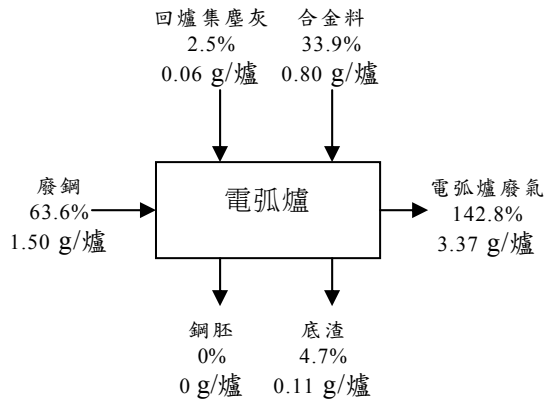 回爐集塵灰
2.5%
0.06 g/爐
合金料
33.9%
0.80 g/爐
廢鋼
63.6%
1.50 g/爐
電弧爐
電弧爐廢氣
142.8%
3.37 g/爐
鋼胚
0%
0 g/爐
底渣
4.7%
0.11 g/爐